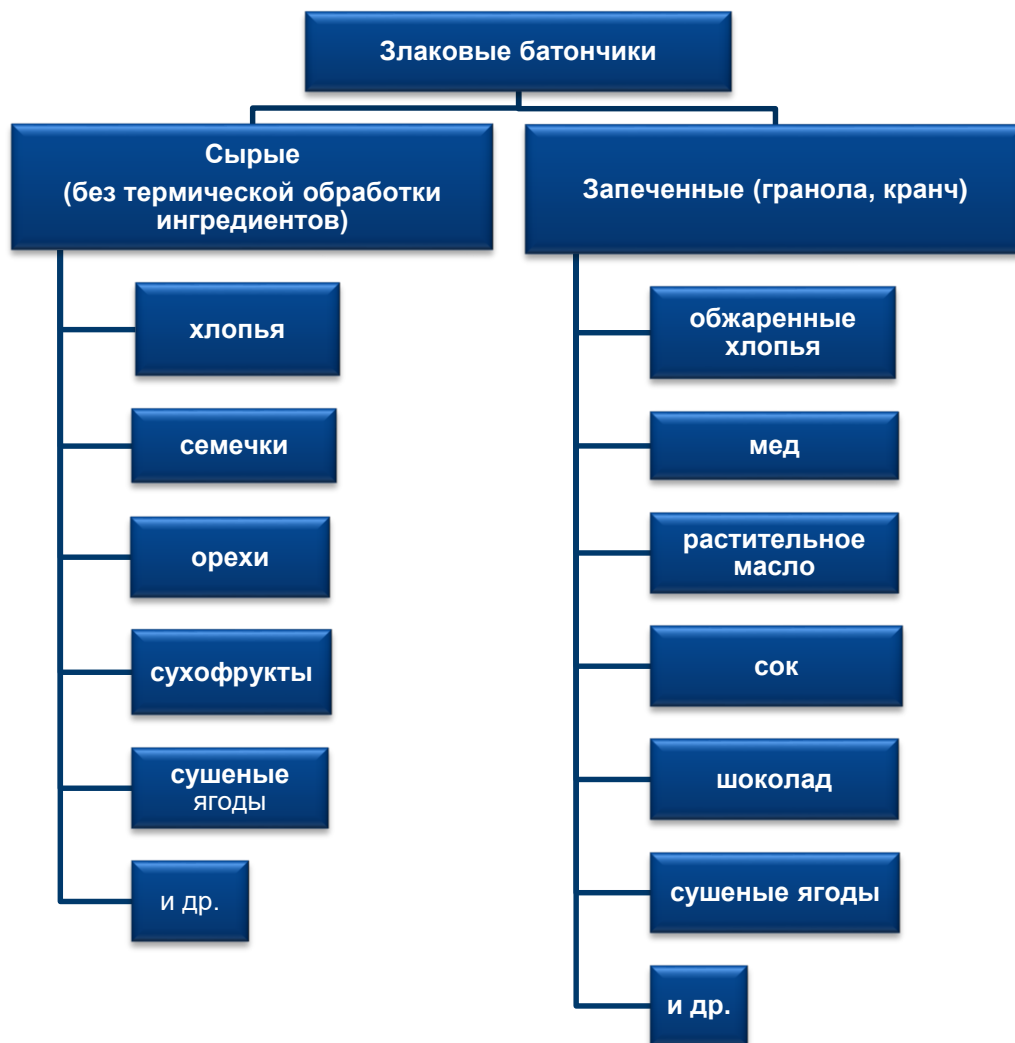 Злаковые батончики
Сырые
(без термической обработки
ингредиентов)
хлопья
семечки
орехи
сухофрукты
сушеные
ягоды
и др.
Запеченные (гранола, кранч)
обжаренные
хлопья
мед
растительное
масло
сок
шоколад
сушеные ягоды
и др.